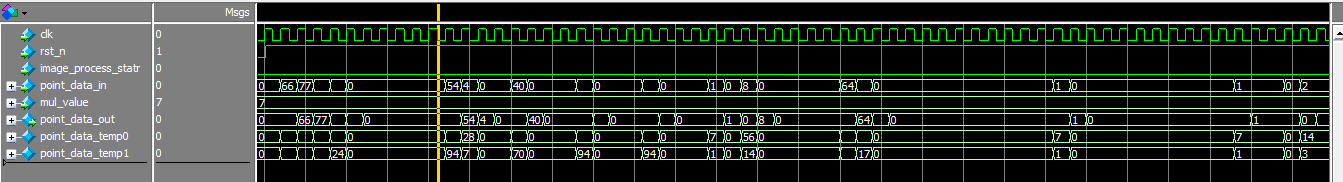 Msgs
clk 0
rst_n 1
image_process_statr 0
point_data_in 0 0 66 77 0 54 4 0 40 0 0 1 0 8 0 64 0 1 0 1 0 2
mul_value 7 7
point_data_out 0 0 66 77 0 54 4 0 40 0 0 0 1 0 8 0 64 0 1 0 1 0
point_data_temp0 0 0 0 28 0 0 0 0 7 0 56 0 0 7 0 7 0 14
point_data_temp1 0 0 24 0 94 7 0 70 0 94 0 94 0 1 0 14 0 17 0 1 0 1 0 3